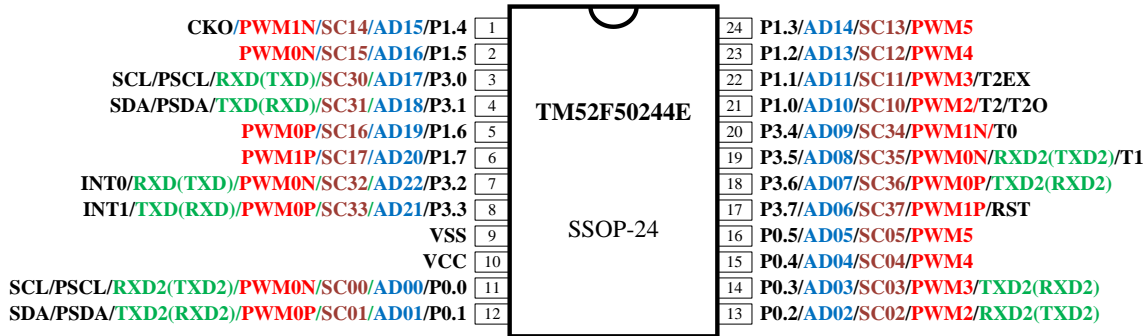 CKO/PWM1N/SC14/AD15/P1.4 1
PWM0N/SC15/AD16/P1.5 2
SCL/PSCL/RXD(TXD)/SC30/AD17/P3.0 3
SDA/PSDA/TXD(RXD)/SC31/AD18/P3.1 4
PWM0P/SC16/AD19/P1.6 5
PWM1P/SC17/AD20/P1.7 6
INT0/RXD(TXD)/PWM0N/SC32/AD22/P3.2 7
INT1/TXD(RXD)/PWM0P/SC33/AD21/P3.3 8
VSS 9
VCC 10
SCL/PSCL/RXD2(TXD2)/PWM0N/SC00/AD00/P0.0 11
SDA/PSDA/TXD2(RXD2)/PWM0P/SC01/AD01/P0.1 12
TM52F50244E
SSOP-24
24 P1.3/AD14/SC13/PWM5
23 P1.2/AD13/SC12/PWM4
22 P1.1/AD11/SC11/PWM3/T2EX
21 P1.0/AD10/SC10/PWM2/T2/T2O
20 P3.4/AD09/SC34/PWM1N/T0
19 P3.5/AD08/SC35/PWM0N/RXD2(TXD2)/T1
18 P3.6/AD07/SC36/PWM0P/TXD2(RXD2)
17 P3.7/AD06/SC37/PWM1P/RST
16 P0.5/AD05/SC05/PWM5
15 P0.4/AD04/SC04/PWM4
14 P0.3/AD03/SC03/PWM3/TXD2(RXD2)
13 P0.2/AD02/SC02/PWM2/RXD2(TXD2)